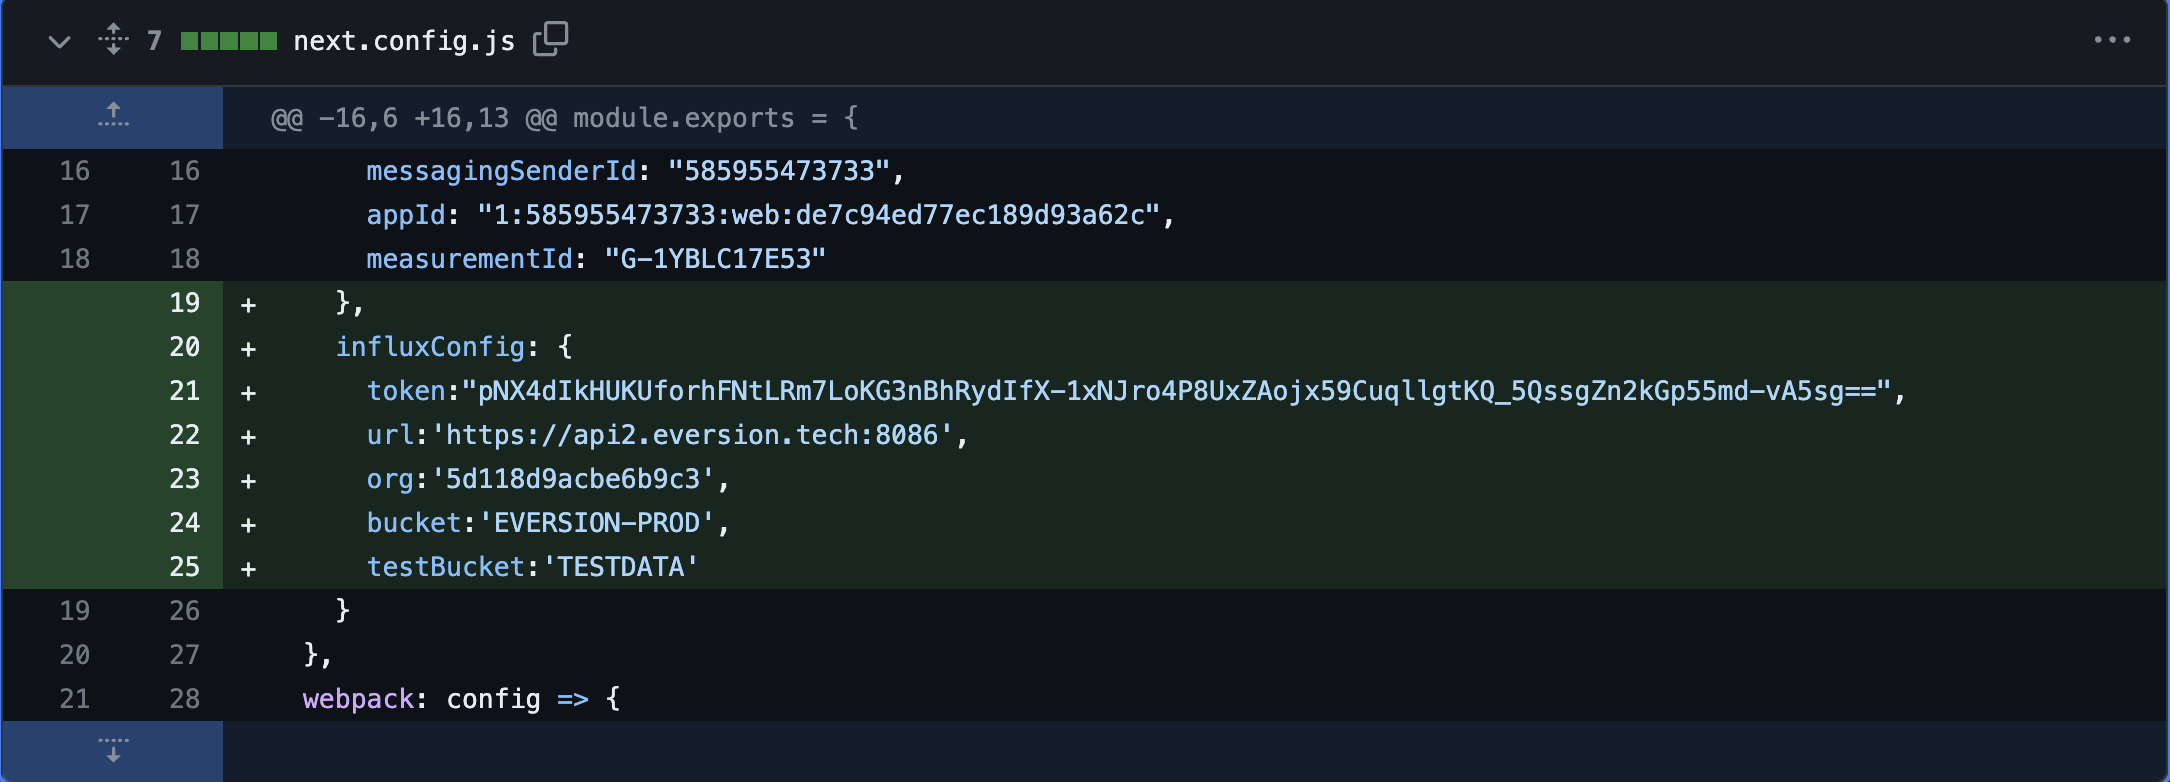 7 next.config.js
@@ -16,6 +16,13 @@ module.exports = {
16 16 messagingSenderId: "585955473733",
17 17 appId: "1:585955473733:web:de7c94ed77ec189d93a62c",
18 18 measurementId: "G-1YBLC17E53"
19 + },
20 + influxConfig: {
21 + token:"pNX4dIkHUKUforhFNtLRm7LoKG3nBhRydIfX-1xNJro4P8UxZAojx59CuqllgtKQ_5QssgZn2kGp55md-vA5sg==",
22 + url:'https://api2.eversion.tech:8086',
23 + org:'5d118d9acbe6b9c3',
24 + bucket:'EVERSION-PROD',
25 + testBucket:'TESTDATA'
19 26 }
20 27 },
21 28 webpack: config => {